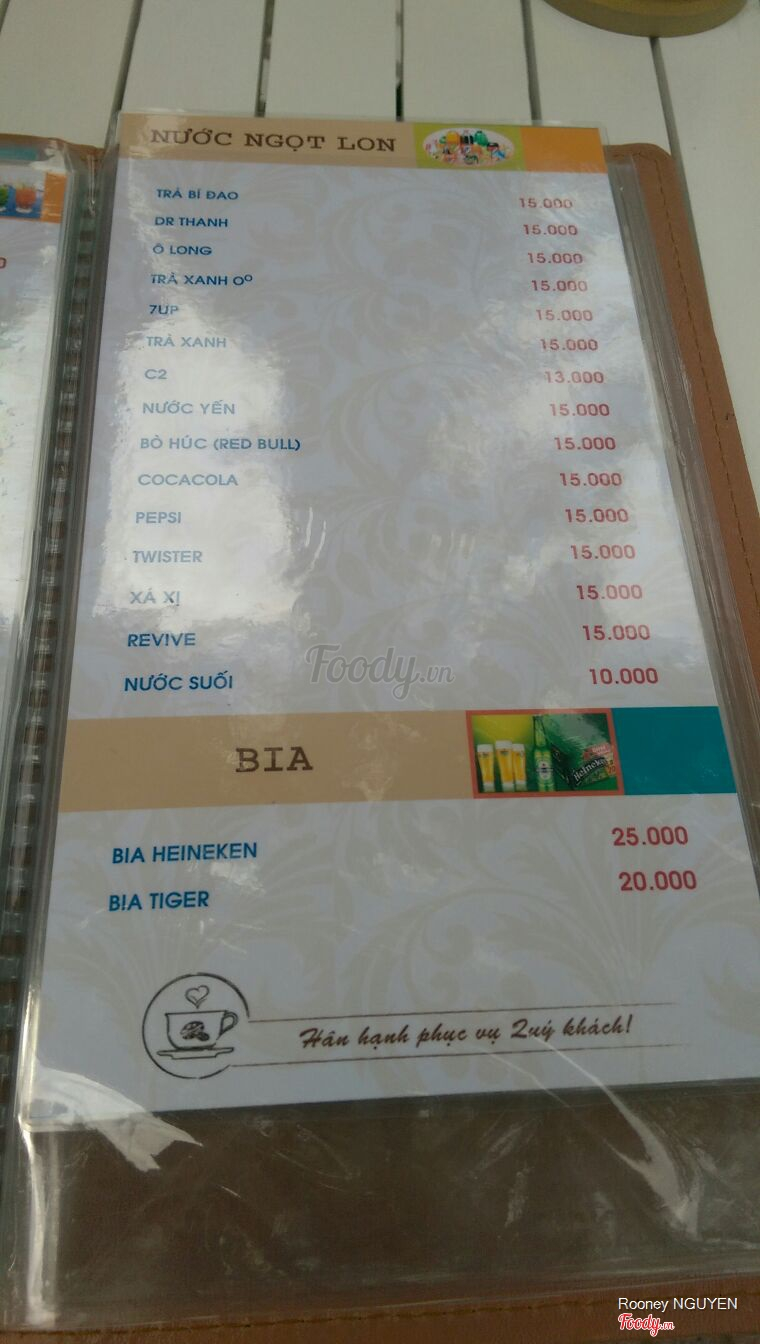 NƯỚC NGỌT LON
TRÀ BÍ ĐAO 15.000
DR THANH 15.000
Ô LONG 15.000
TRÀ XANH O° 15.000
7UP 15.000
TRÀ XANH 15.000
C2 13.000
NƯỚC YẾN 15.000
BÒ HÚC (RED BULL) 15.000
COCACOLA 15.000
PEPSI 15.000
TWISTER 15.000
XÁ XỊ 15.000
REVIVE 15.000
NƯỚC SUỐI 10.000
Foody.vn
BIA
Heineken
BIA HEINEKEN 25.000
BIA TIGER 20.000
Hân hạnh phục vụ Quý khách!
Rooney NGUYEN
Foody.vn